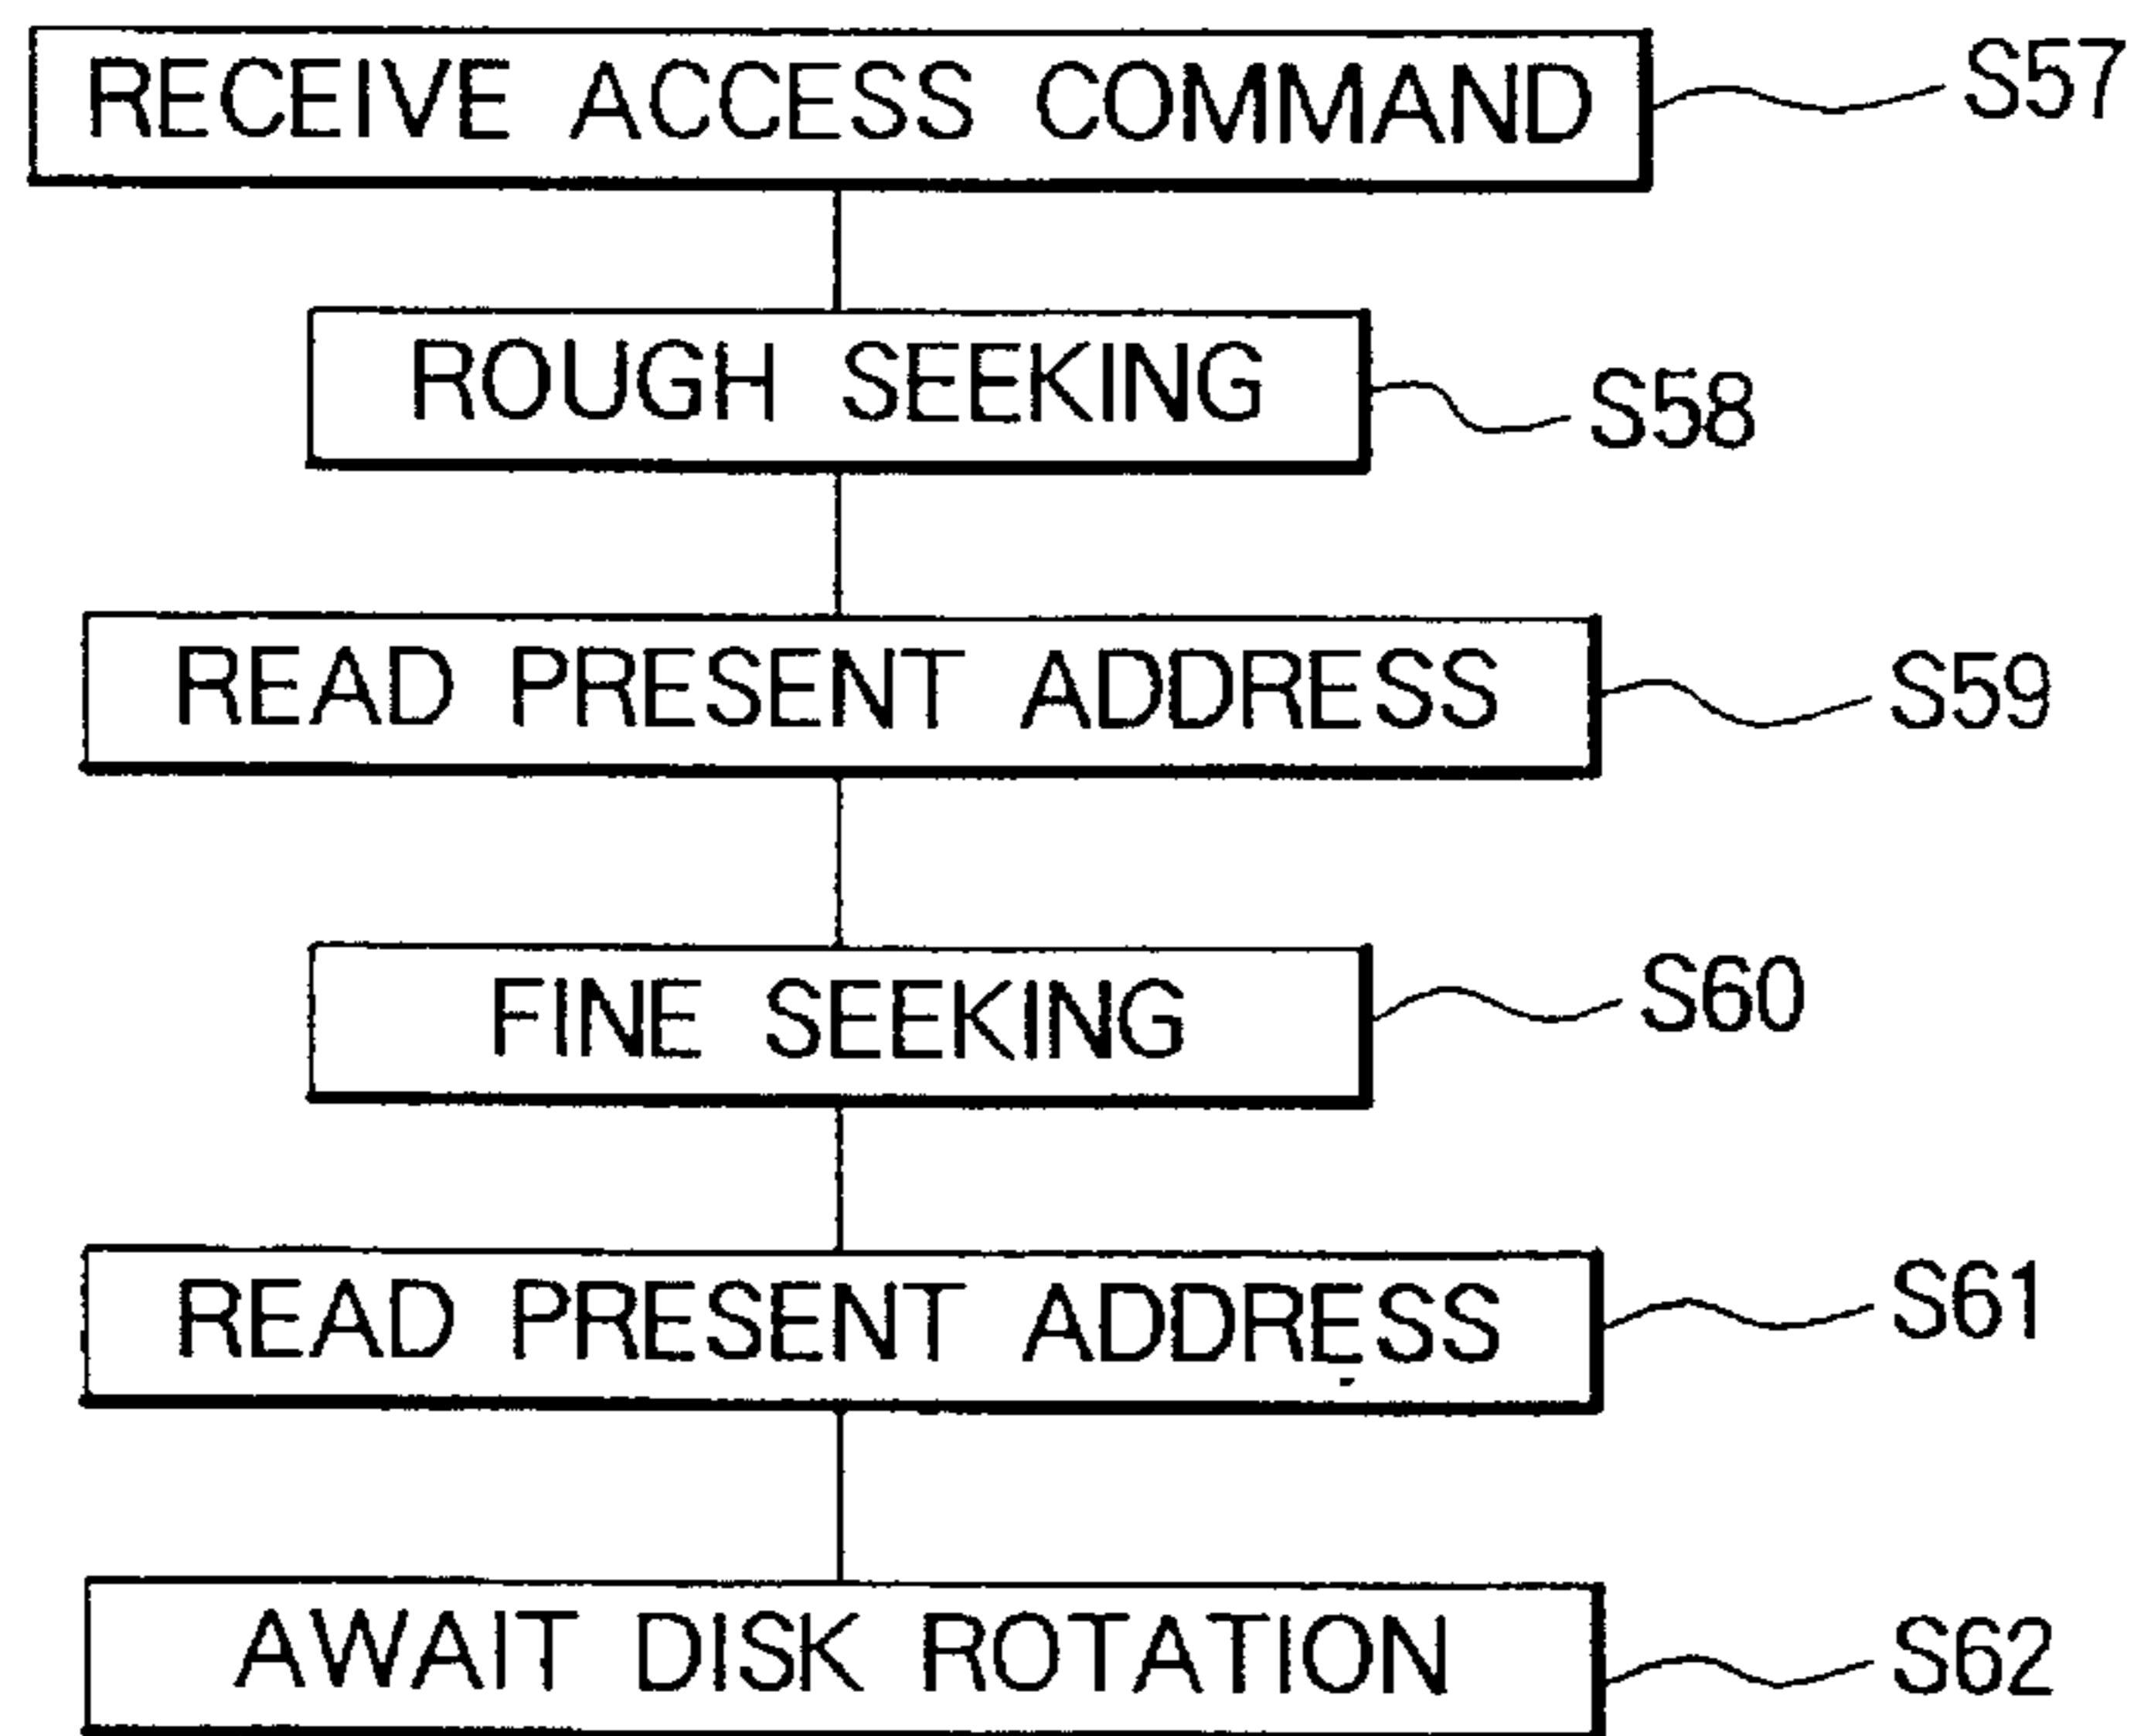 RECEIVE ACCESS COMMAND S57
ROUGH SEEKING S58
READ PRESENT ADDRESS S59
FINE SEEKING S60
READ PRESENT ADDRESS S61
AWAIT DISK ROTATION S62